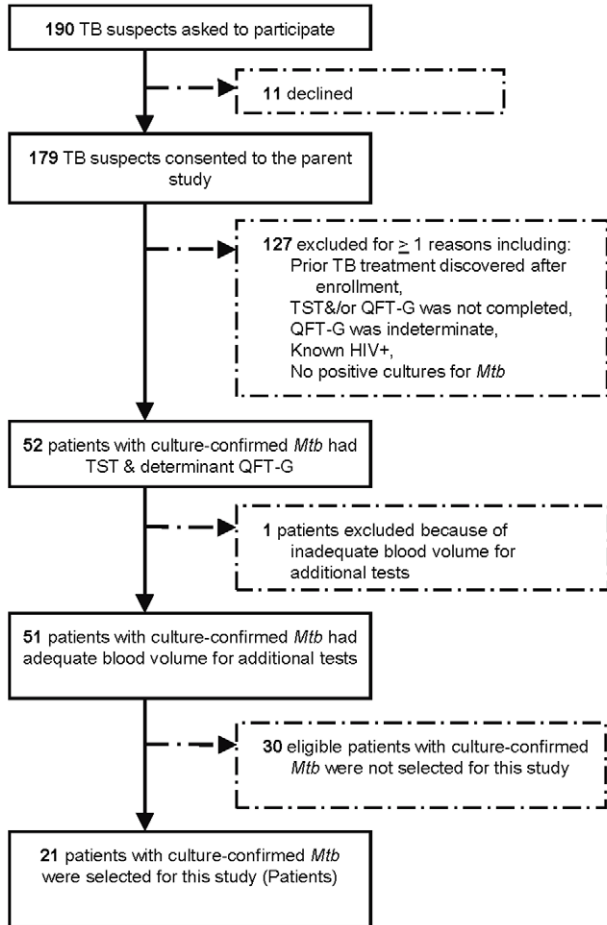 190 TB suspects asked to participate
11 declined
179 TB suspects consented to the parent
study
127 excluded for ≥ 1 reasons including:
Prior TB treatment discovered after
enrollment,
TST&/or QFT-G was not completed,
QFT-G was indeterminate,
Known HIV+,
No positive cultures for Mtb
52 patients with culture-confirmed Mtb had
TST & determinant QFT-G
1 patients excluded because of
inadequate blood volume for
additional tests
51 patients with culture-confirmed Mtb had
adequate blood volume for additional tests
30 eligible patients with culture-confirmed
Mtb were not selected for this study
21 patients with culture-confirmed Mtb
were selected for this study (Patients)